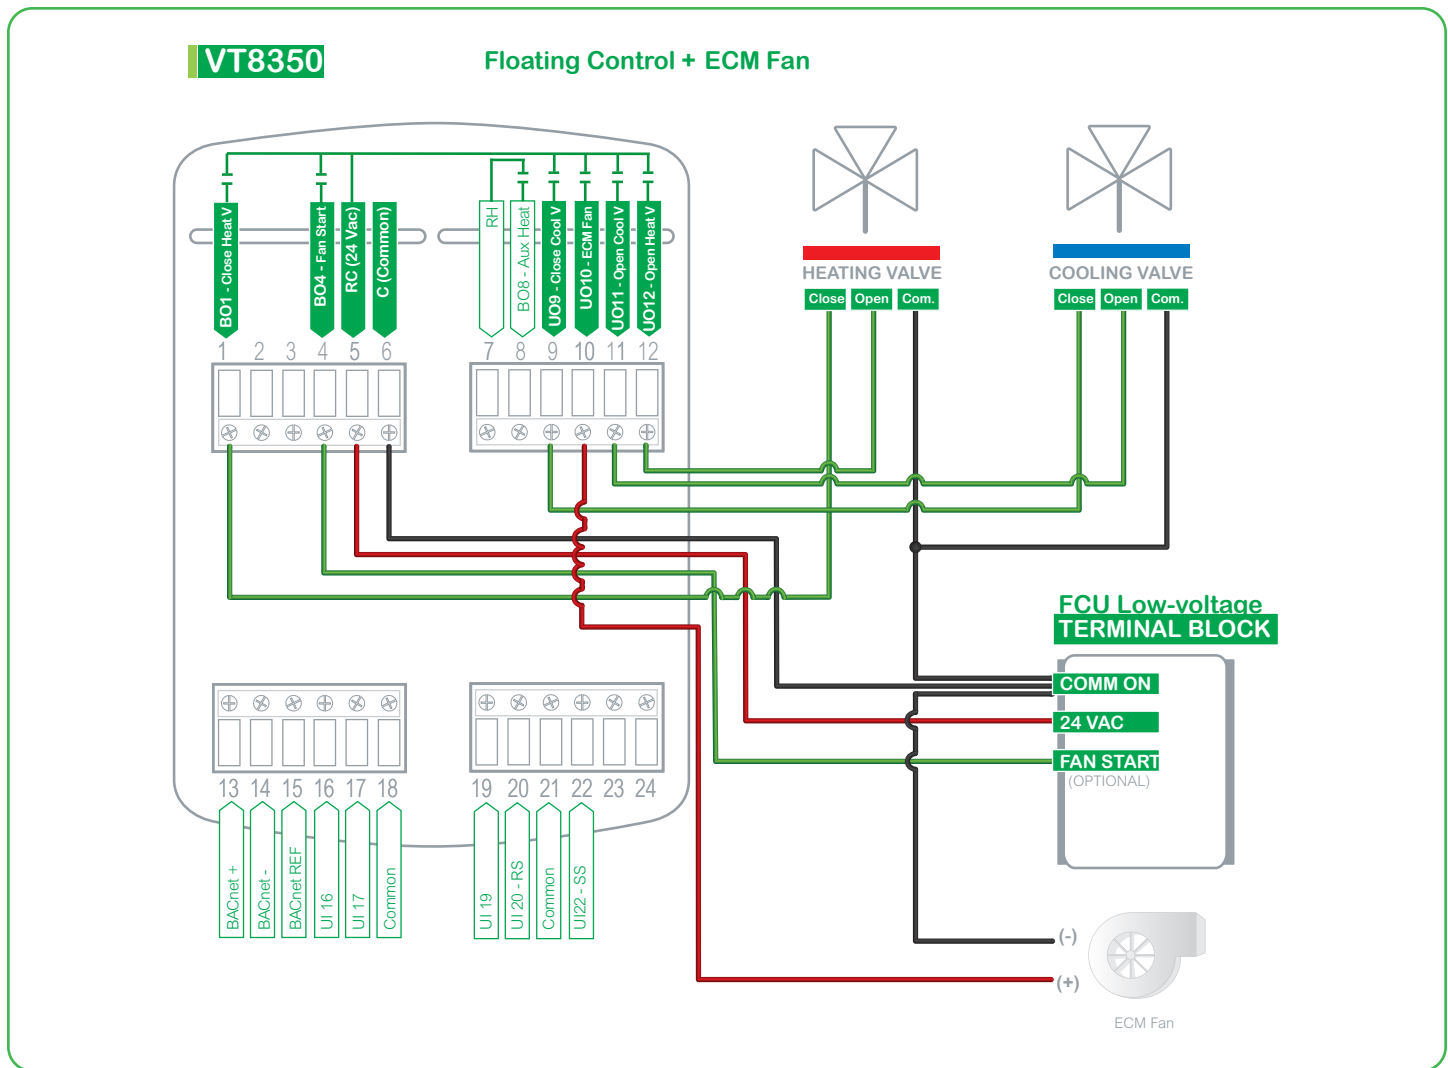 VT8350
Floating Control + ECM Fan
BO1 - Close Heat V
BO4 - Fan Start
RC (24 Vac)
C (Common)
RH
BO8 - Aux Heat
UO09 - Close Cool V
UO10 - ECM Fan
UO11 - Open Cool V
UO12 - Open Heat V
1 2 3 4 5 6
7 8 9 10 11 12
HEATING VALVE
Close Open Com.
COOLING VALVE
Close Open Com.
FCU Low-voltage
TERMINAL BLOCK
COMM ON
24 VAC
FAN START
(OPTIONAL)
13 14 15 16 17 18
19 20 21 22 23 24
BACnet +
BACnet -
BACnet REF
UI 16
UI 17
Common
UI 19
UI 20 - RS
Common
UI22 - SS
(-)
(+)
ECM Fan